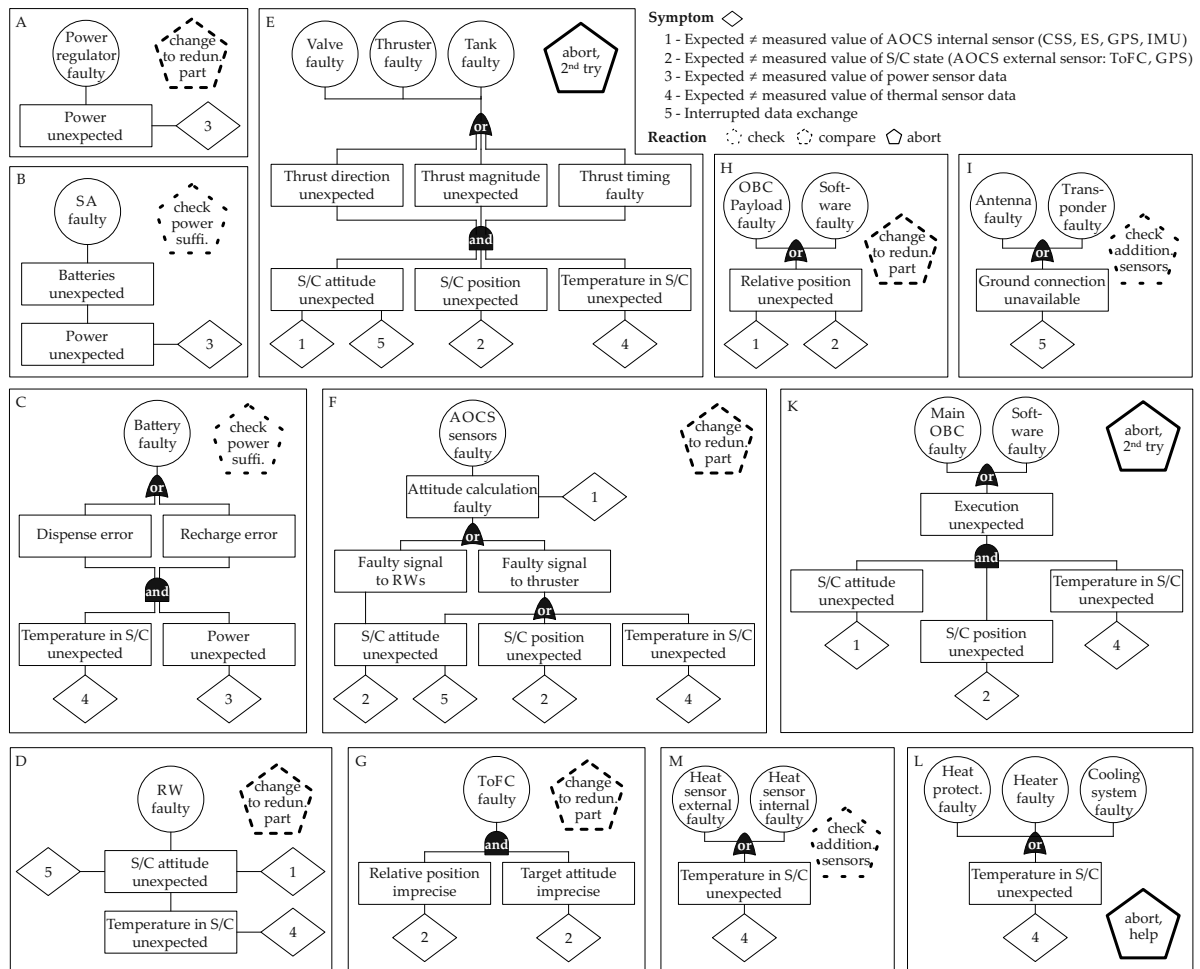 A
Power
regulator
faulty
change
to redun.
part
Power
unexpected
3
B
SA
faulty
check
power
suffi.
Batteries
unexpected
Power
unexpected
3
E
Valve
faulty
Thruster
faulty
Tank
faulty
abort,
2nd try
or
Thrust direction
unexpected
Thrust magnitude
unexpected
Thrust timing
faulty
and
S/C attitude
unexpected
S/C position
unexpected
Temperature in S/C
unexpected
1
5
2
4
Symptom
1 - Expected ≠ measured value of AOCS internal sensor (CSS, ES, GPS, IMU)
2 - Expected ≠ measured value of S/C state (AOCS external sensor: ToFC, GPS)
3 - Expected ≠ measured value of power sensor data
4 - Expected ≠ measured value of thermal sensor data
5 - Interrupted data exchange
Reaction check compare abort
H
OBC
Payload
faulty
Soft-
ware
faulty
change
to redun.
part
or
Relative position
unexpected
1
2
I
Antenna
faulty
Trans-
ponder
faulty
check
addition.
sensors
or
Ground connection
unavailable
5
C
Battery
faulty
check
power
suffi.
or
Dispense error
Recharge error
and
Temperature in S/C
unexpected
Power
unexpected
4
3
F
AOCS
sensors
faulty
change
to redun.
part
Attitude calculation
faulty
1
or
Faulty signal
to RWs
Faulty signal
to thruster
or
S/C attitude
unexpected
S/C position
unexpected
Temperature in S/C
unexpected
2
5
2
4
K
Main
OBC
faulty
Soft-
ware
faulty
abort,
2nd try
or
Execution
unexpected
and
S/C attitude
unexpected
Temperature in S/C
unexpected
S/C position
unexpected
1
4
2
D
RW
faulty
change
to redun.
part
5
S/C attitude
unexpected
1
Temperature in S/C
unexpected
4
G
ToFC
faulty
change
to redun.
part
and
Relative position
imprecise
Target attitude
imprecise
2
2
M
Heat
sensor
external
faulty
Heat
sensor
internal
faulty
check
addition.
sensors
or
Temperature in S/C
unexpected
4
L
Heat
protect.
faulty
Heater
faulty
Cooling
system
faulty
or
Temperature in S/C
unexpected
4
abort,
help